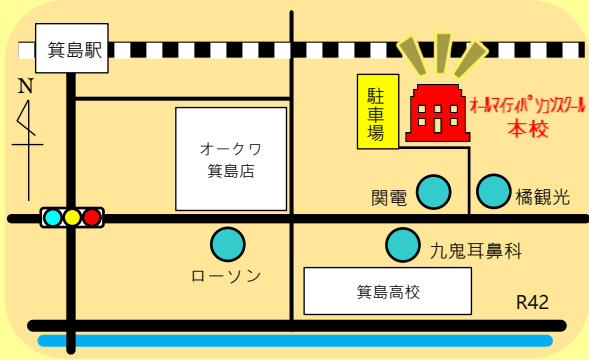 箕島駅
N
駐車場
オールマイティパソコンスクール
本校
オークワ
箕島店
関電
橘観光
ローソン
九鬼耳鼻科
箕島高校
R42